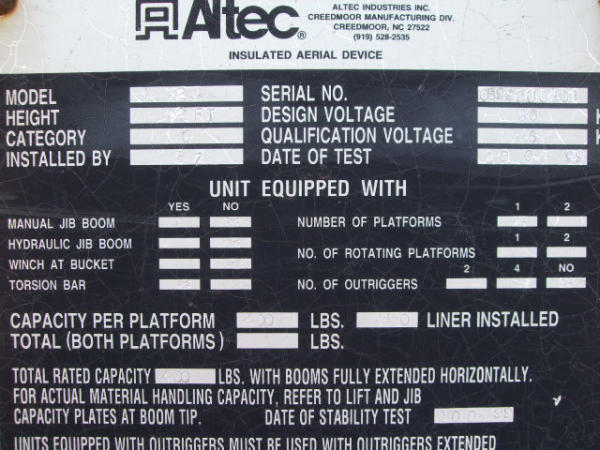 Altec®
ALTEC INDUSTRIES INC.
CREEDMOOR MANUFACTURING DIV.
CREEDMOOR, NC 27522
(919) 528-2535
INSULATED AERIAL DEVICE
MODEL
SERIAL NO.
HEIGHT FT
DESIGN VOLTAGE 46 K
CATEGORY
QUALIFICATION VOLTAGE 46 K
INSTALLED BY
DATE OF TEST
UNIT EQUIPPED WITH
YES NO
1 2
MANUAL JIB BOOM
NUMBER OF PLATFORMS
1 2
HYDRAULIC JIB BOOM
NO. OF ROTATING PLATFORMS
WINCH AT BUCKET
2 4 NO
TORSION BAR
NO. OF OUTRIGGERS
CAPACITY PER PLATFORM 400 LBS. LINER INSTALLED
TOTAL (BOTH PLATFORMS) LBS.
TOTAL RATED CAPACITY 400 LBS. WITH BOOMS FULLY EXTENDED HORIZONTALLY.
FOR ACTUAL MATERIAL HANDLING CAPACITY, REFER TO LIFT AND JIB
CAPACITY PLATES AT BOOM TIP. DATE OF STABILITY TEST
UNITS EQUIPPED WITH OUTRIGGERS MUST BE USED WITH OUTRIGGERS EXTENDED